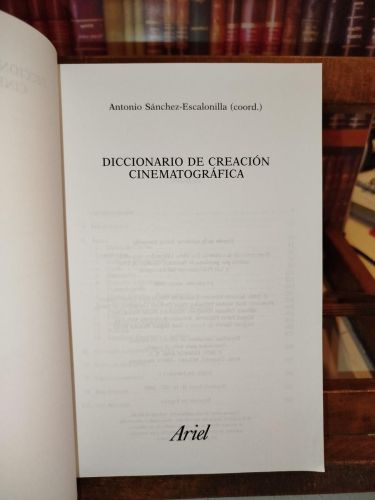 Antonio Sánchez-Escalonilla (coord.)
DICCIONARIO DE CREACIÓN
CINEMATOGRÁFICA
Ariel